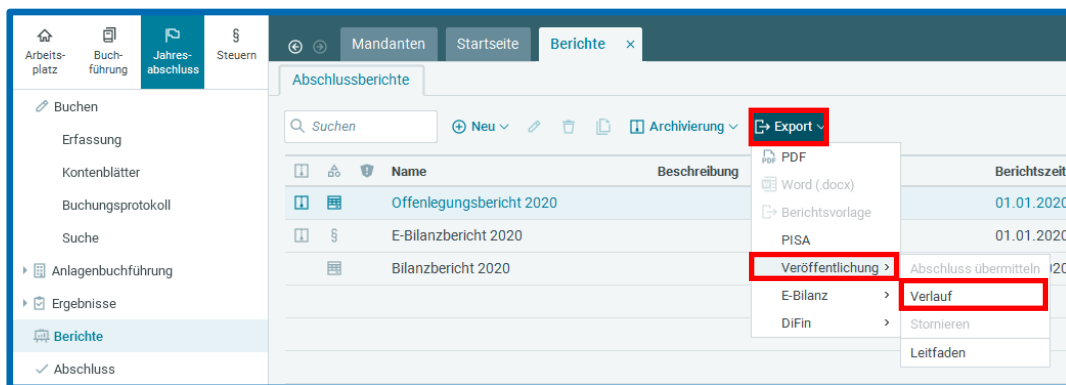 Arbeits-
platz
Buch-
führung
Jahres-
abschluss
§
Steuern
Mandanten
Startseite
Berichte ×
Abschlussberichte
Buchen
Erfassung
Kontenblätter
Buchungsprotokoll
Suche
Anlagenbuchführung
Ergebnisse
Berichte
Abschluss
Suchen
Neu
Archivierung
Export
Name Beschreibung Berichtszeit
Offenlegungsbericht 2020 01.01.2020
§ E-Bilanzbericht 2020 01.01.2020
Bilanzbericht 2020
PDF PDF
Word (.docx)
Berichtsvorlage
PISA
Veröffentlichung >
E-Bilanz >
DiFin >
Abschluss übermitteln
Verlauf
Stornieren
Leitfaden